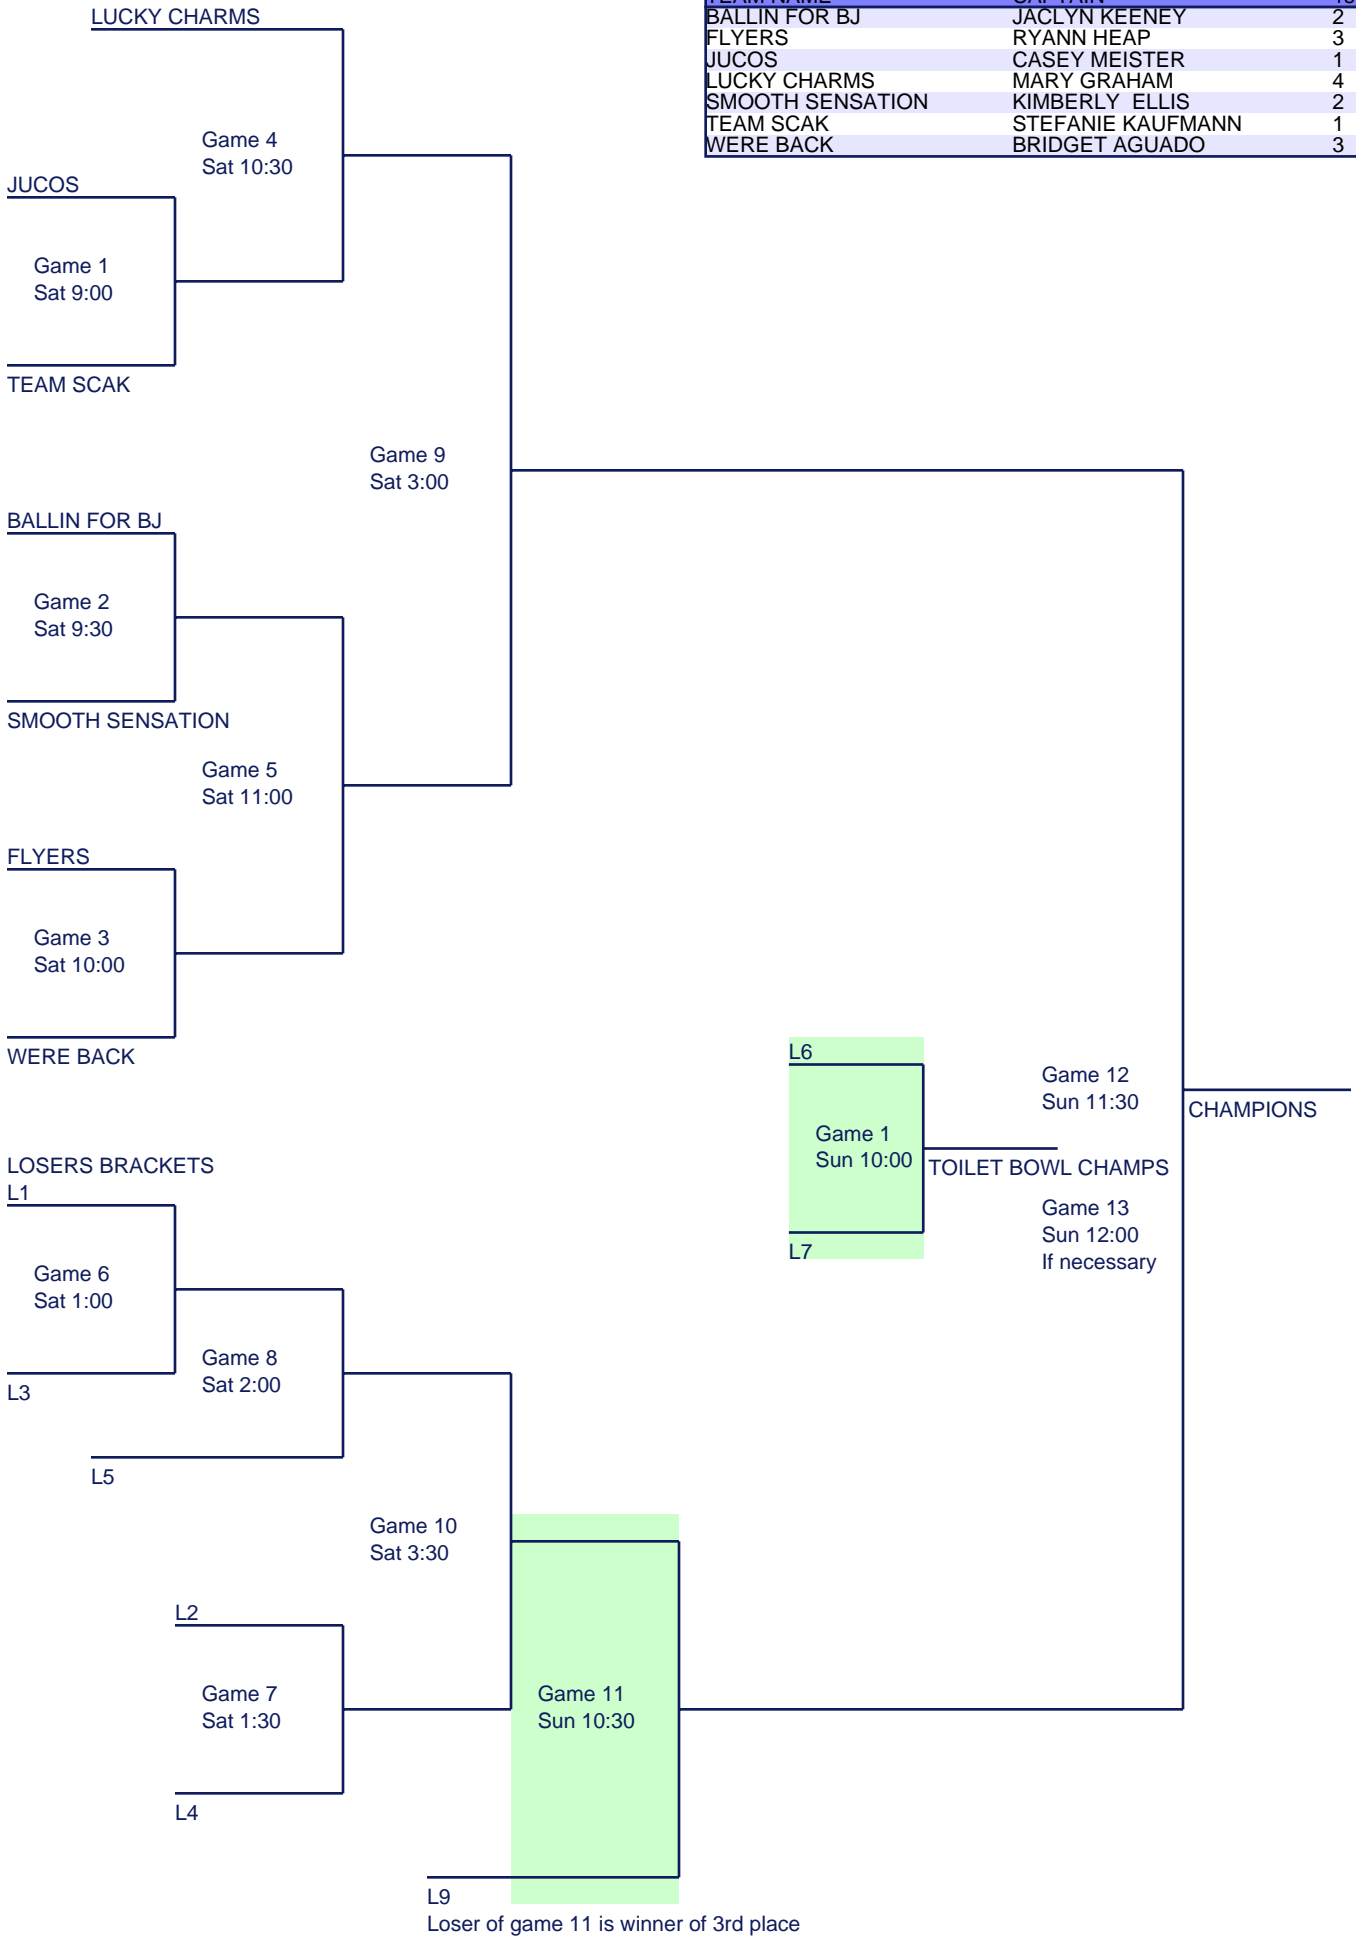 LUCKY CHARMS
TEAM NAME CAPTAIN
BALLIN FOR BJ JACLYN KEENEY 2
FLYERS RYANN HEAP 3
JUCOS CASEY MEISTER 1
LUCKY CHARMS MARY GRAHAM 4
SMOOTH SENSATION KIMBERLY ELLIS 2
TEAM SCAK STEFANIE KAUFMANN 1
WERE BACK BRIDGET AGUADO 3
Game 4
Sat 10:30
JUCOS
Game 1
Sat 9:00
TEAM SCAK
Game 9
Sat 3:00
BALLIN FOR BJ
Game 2
Sat 9:30
SMOOTH SENSATION
Game 5
Sat 11:00
FLYERS
Game 3
Sat 10:00
WERE BACK
L6
Game 12
Sun 11:30
CHAMPIONS
Game 1
Sun 10:00
TOILET BOWL CHAMPS
L7
Game 13
Sun 12:00
If necessary
LOSERS BRACKETS
L1
Game 6
Sat 1:00
L3
Game 8
Sat 2:00
L5
Game 10
Sat 3:30
L2
Game 7
Sat 1:30
L4
Game 11
Sun 10:30
L9
Loser of game 11 is winner of 3rd place